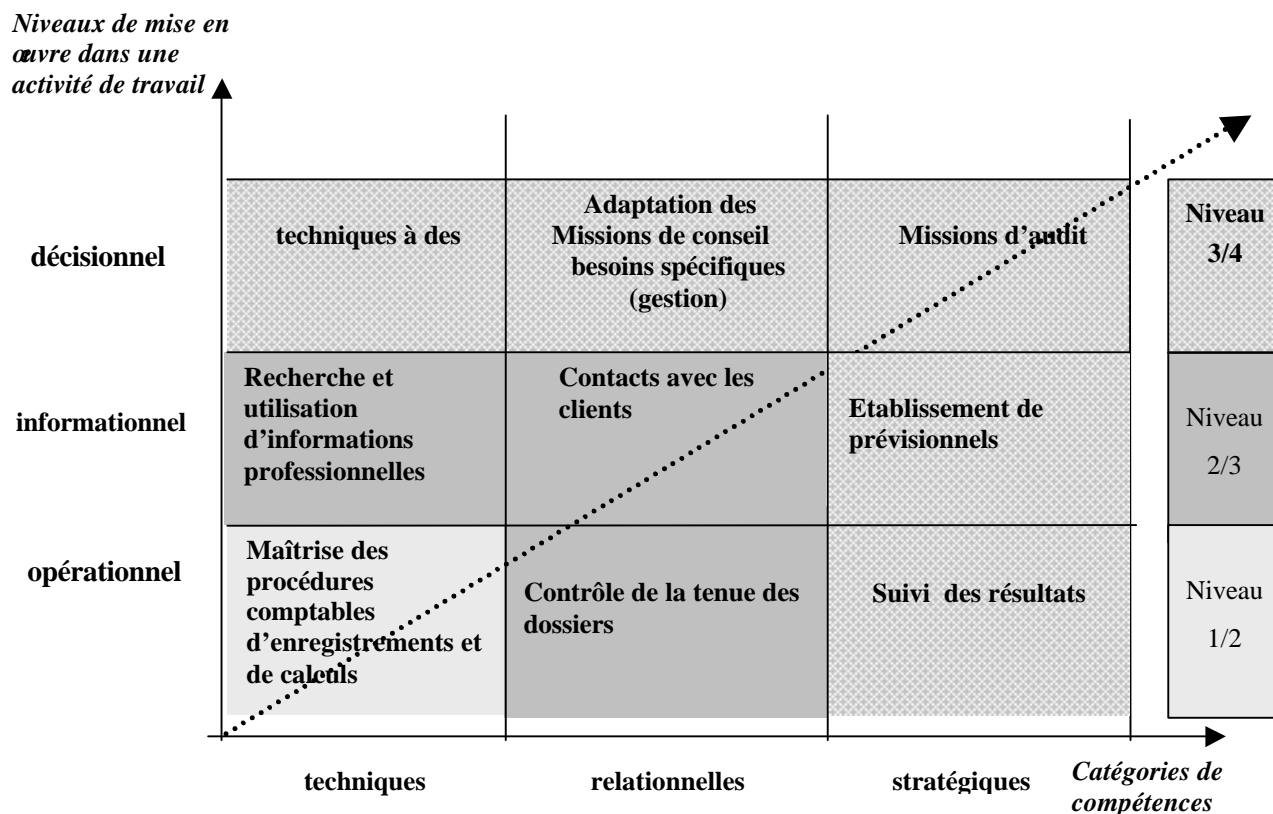 Niveaux de mise en
œuvre dans une
activité de travail
décisionnel
techniques à des
Adaptation des
Missions de conseil
besoins spécifiques
(gestion)
Missions d’audit
Niveau
3/4
informationnel
Recherche et
utilisation
d’informations
professionnelles
Contacts avec les
clients
Etablissement de
prévisionnels
Niveau
2/3
opérationnel
Maîtrise des
procédures
comptables
d’enregistrements et
de calculs
Contrôle de la tenue des
dossiers
Suivi des résultats
Niveau
1/2
techniques
relationnelles
stratégiques
Catégories de
compétences